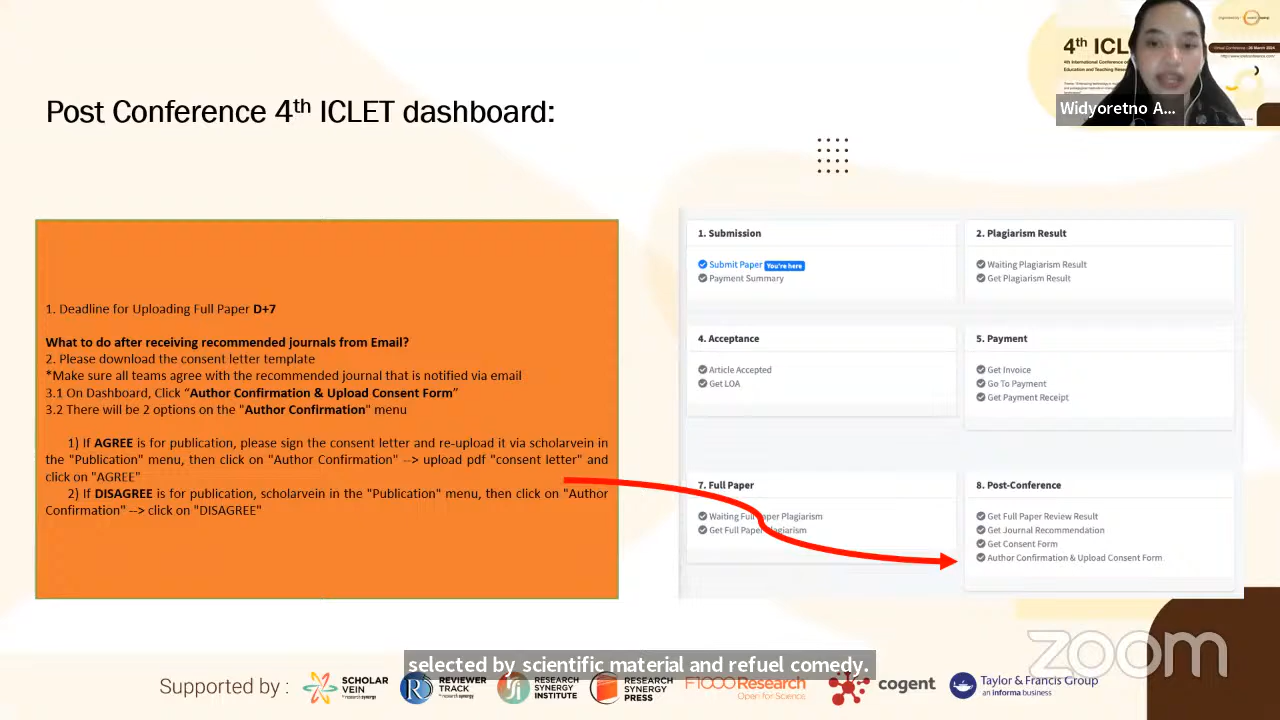 Post Conference 4th ICLET dashboard:
4th ICL
4th International Conference on
Education and Teaching
Widyoretno A...
1. Deadline for Uploading Full Paper D+7
What to do after receiving recommended journals from Email?
2. Please download the consent letter template
*Make sure all teams agree with the recommended journal that is notified via email
3.1 On Dashboard, Click “Author Confirmation & Upload Consent Form”
3.2 There will be 2 options on the "Author Confirmation" menu
1) If AGREE is for publication, please sign the consent letter and re-upload it via scholarvein in
the "Publication" menu, then click on "Author Confirmation" --> upload pdf "consent letter" and
click on "AGREE"
2) If DISAGREE is for publication, scholarvein in the "Publication" menu, then click on "Author
Confirmation" --> click on "DISAGREE"
1. Submission
Submit Paper You're here
Payment Summary
2. Plagiarism Result
Waiting Plagiarism Result
Get Plagiarism Result
4. Acceptance
Article Accepted
Get LOA
5. Payment
Get Invoice
Go To Payment
Get Payment Receipt
7. Full Paper
Waiting Full Paper Plagiarism
Get Full Paper Plagiarism
8. Post-Conference
Get Full Paper Review Result
Get Journal Recommendation
Get Consent Form
Author Confirmation & Upload Consent Form
zoom
selected by scientific material and refuel comedy.
Supported by :
SCHOLAR
VEIN
REVIEWER
TRACK
RESEARCH
SYNERGY
INSTITUTE
RESEARCH
SYNERGY
PRESS
F1000Research
Open for Science
cogent
Taylor & Francis Group
an informa business